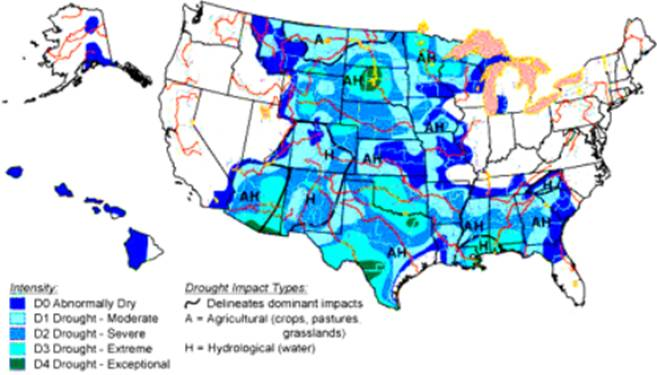 A
AH
AH
AH
H
AH
AH
H
H
AH
AH
AH
H
Intensity:
D0 Abnormally Dry
D1 Drought - Moderate
D2 Drought - Severe
D3 Drought - Extreme
D4 Drought - Exceptional
Drought Impact Types:
Delineates dominant impacts
A = Agricultural (crops, pastures.
grasslands)
H = Hydrological (water)